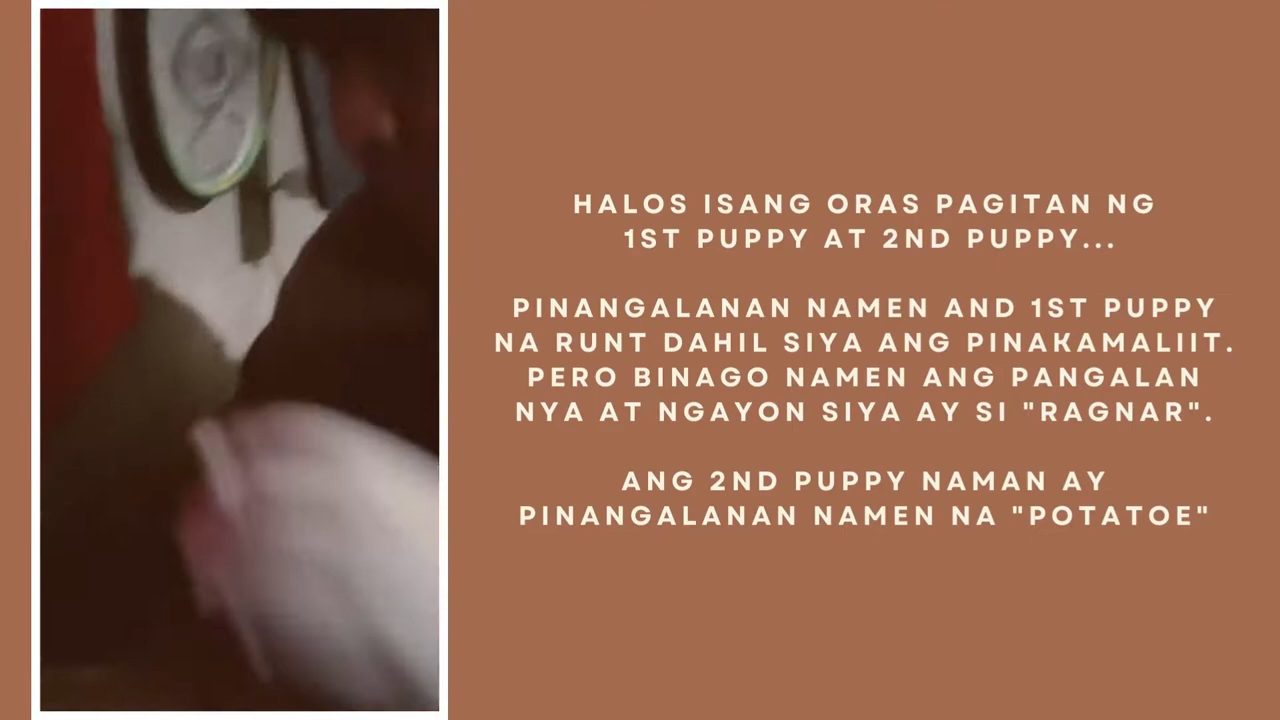 HALOS ISANG ORAS PAGITAN NG
1ST PUPPY AT 2ND PUPPY...
PINANGALANAN NAMEN AND 1ST PUPPY
NA RUNT DAHIL SIYA ANG PINAKAMALIIT.
PERO BINAGO NAMEN ANG PANGALAN
NYA AT NGAYON SIYA AY SI "RAGNAR".
ANG 2ND PUPPY NAMAN AY
PINANGALANAN NAMEN NA "POTATOE"